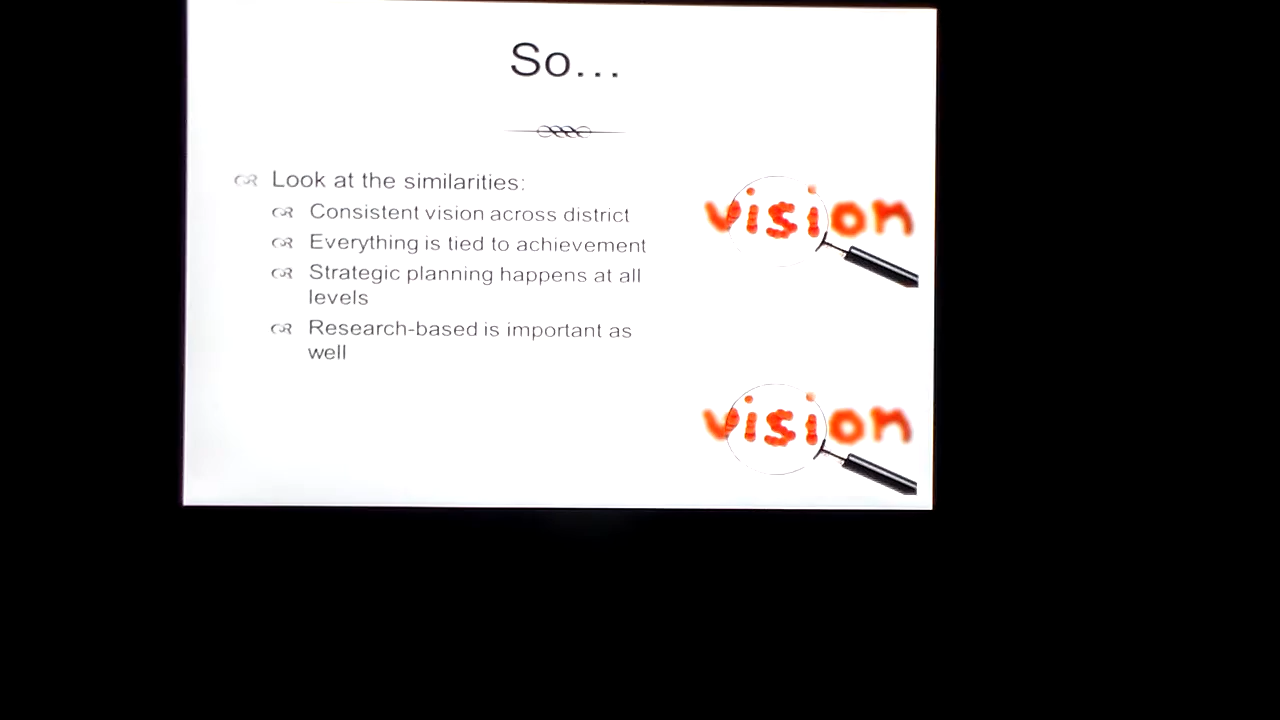 So...
Look at the similarities:
Consistent vision across district
Everything is tied to achievement
Strategic planning happens at all
levels
Research-based is important as
well
vision
vision